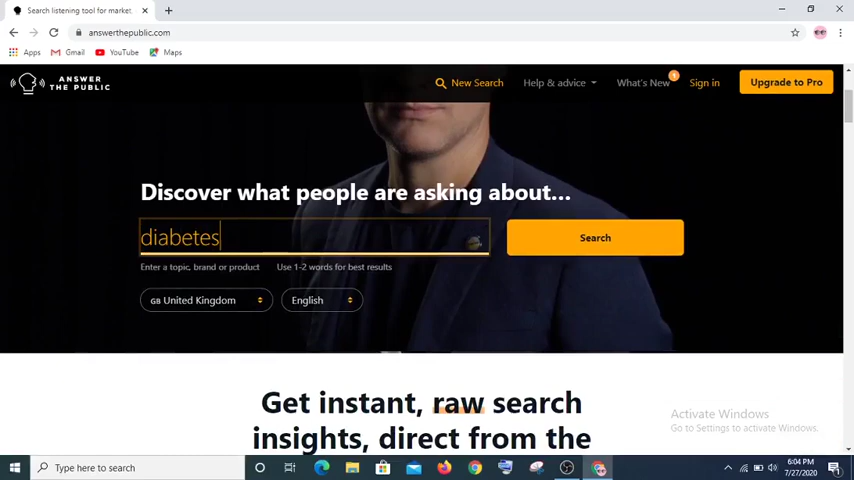 Search listening tool for market.
answerthepublic.com
Apps Gmail YouTube Maps
ANSWER
THE PUBLIC
New Search Help & advice What's New 1 Sign in Upgrade to Pro
Discover what people are asking about...
diabetes Search
Enter a topic, brand or product Use 1-2 words for best results
GB United Kingdom English
Get instant, raw search
insights, direct from the
Activate Windows
Go to Settings to activate Windows.
Type here to search
6:04 PM
7/27/2020